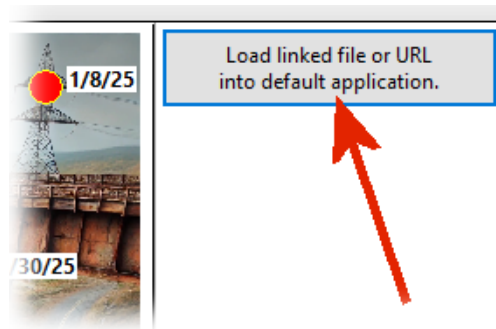 1/8/25
Load linked file or URL
into default application.
/30/25